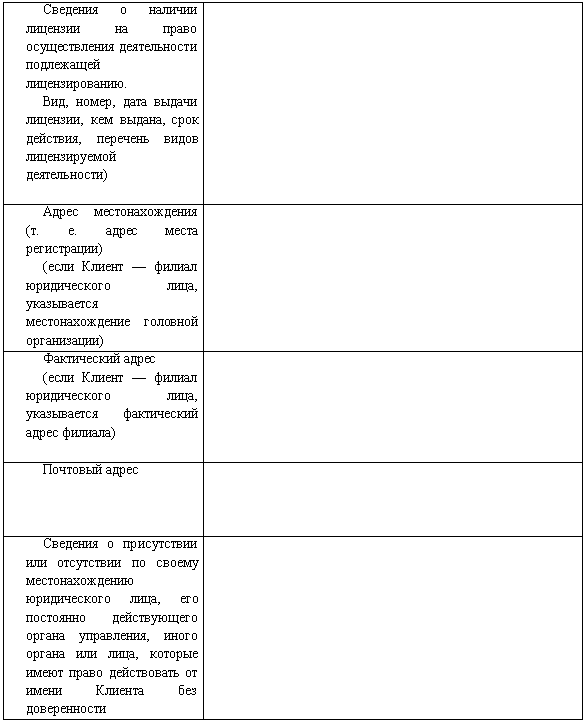 Сведения о наличии
лицензии на право
осуществления деятельности
подлежащей
лицензированию.
Вид, номер, дата выдачи
лицензии, кем выдана, срок
действия, перечень видов
лицензируемой
деятельности)
Адрес местонахождения
(т. е. адрес места
регистрации)
(если Клиент — филиал
юридического лица,
указывается
местонахождение головной
организации)
Фактический адрес
(если Клиент — филиал
юридического лица,
указывается фактический
адрес филиала)
Почтовый адрес
Сведения о присутствии
или отсутствии по своему
местонахождению
юридического лица, его
постоянно действующего
органа управления, иного
органа или лица, которые
имеют право действовать от
имени Клиента без
доверенности